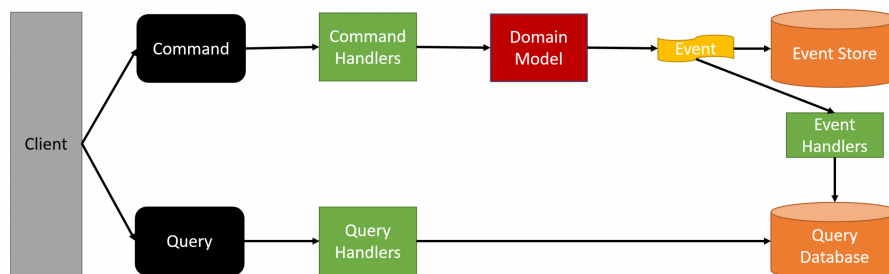 Client
Command
Command
Handlers
Domain
Model
Event
Event Store
Event
Handlers
Query
Query
Handlers
Query
Database